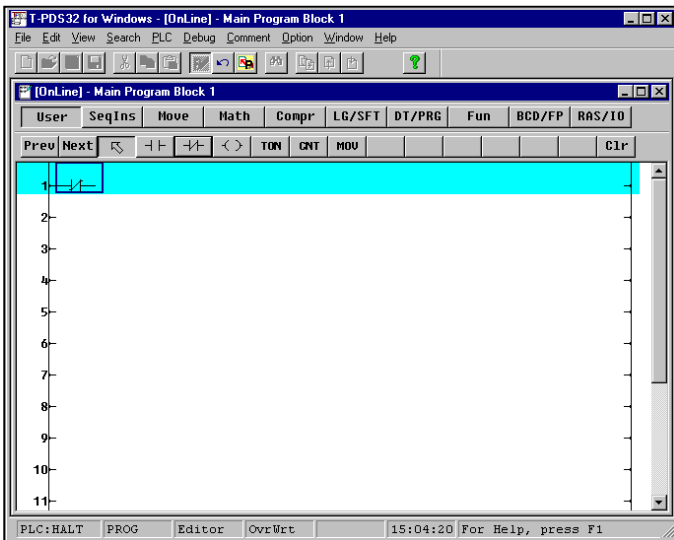 T-PDS32 for Windows - [OnLine] - Main Program Block 1
File Edit View Search PLC Debug Comment Option Window Help
?
[OnLine] - Main Program Block 1
User SeqIns Move Math Compr LG/SFT DT/PRG Fun BCD/FP RAS/IO
Prev Next TON CNT MOV Clr
1
2
3
4
5
6
7
8
9
10
11
PLC:HALT PROG Editor OvrWrt 15:04:20 For Help, press F1